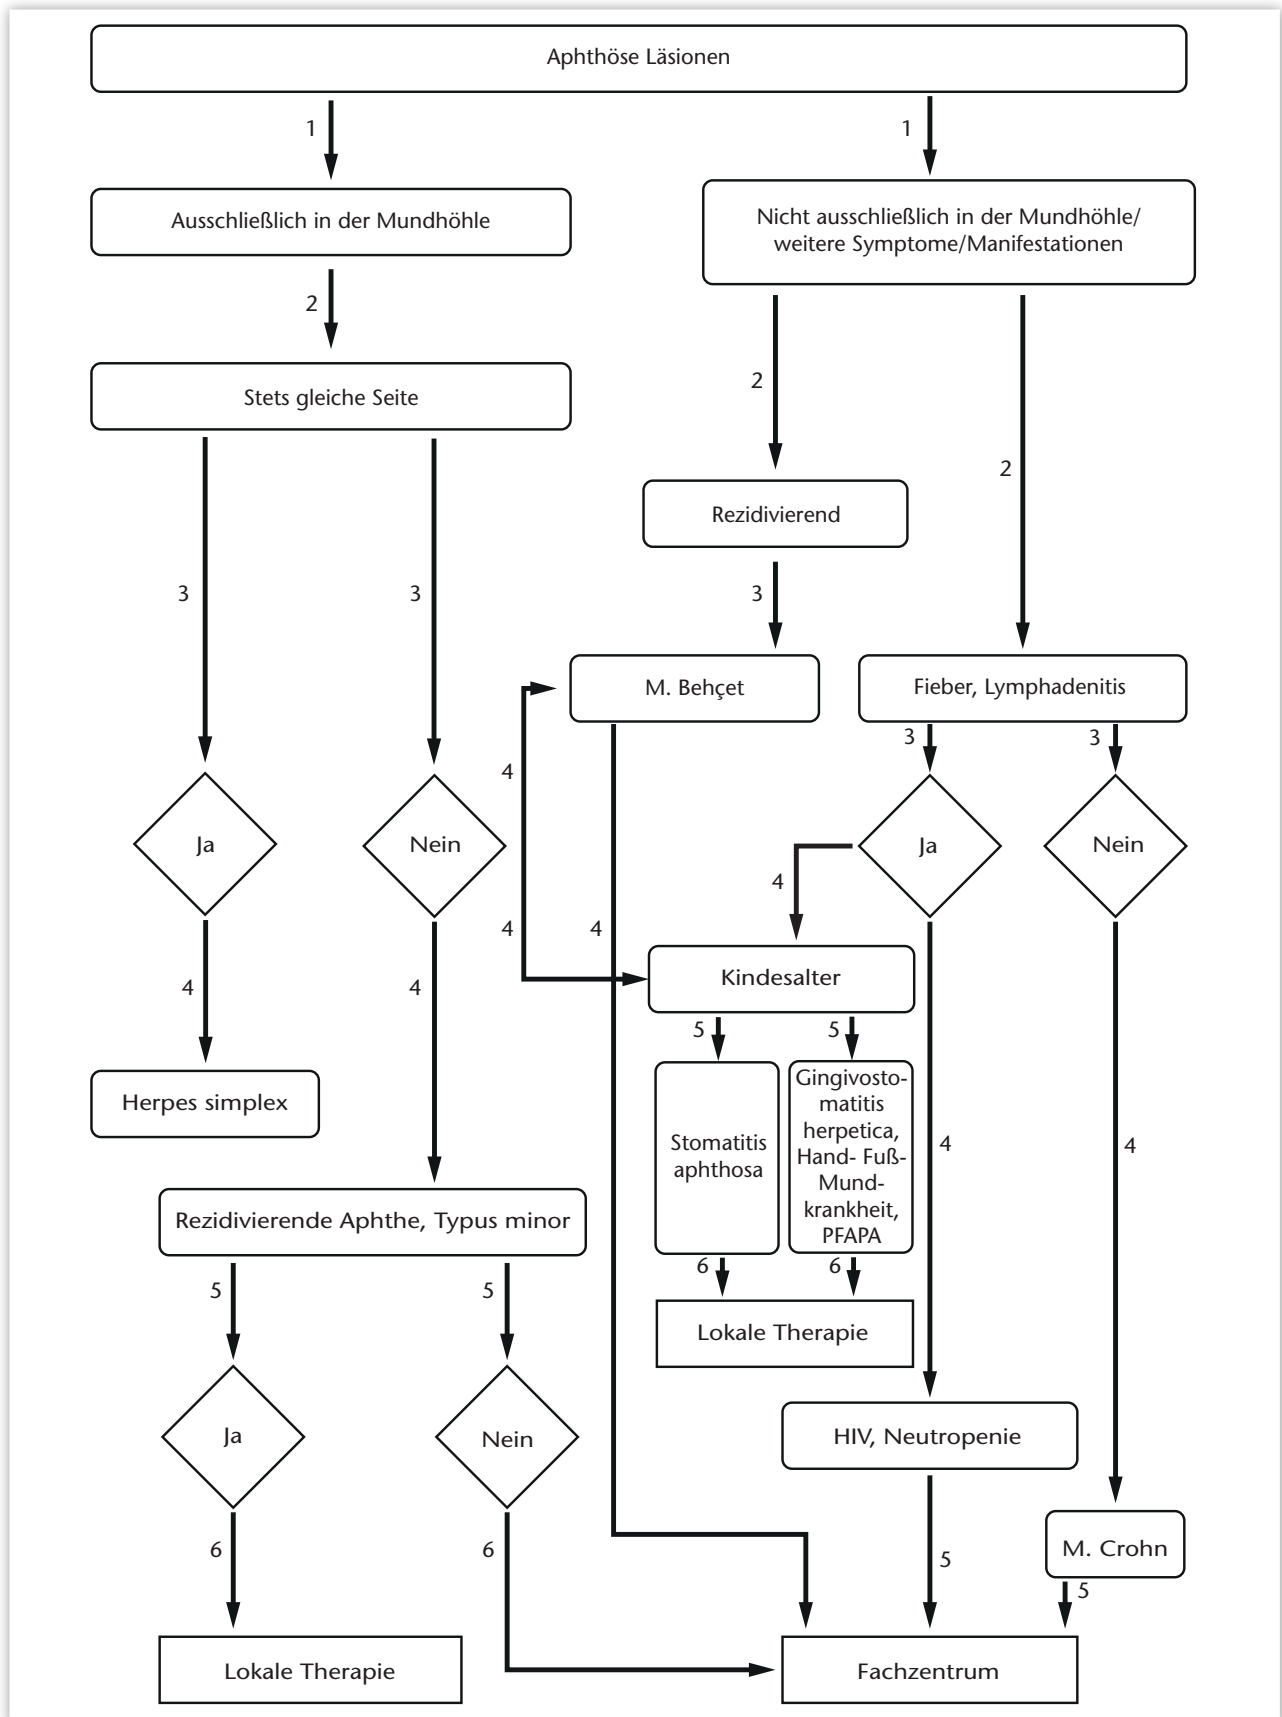 Aphthöse Läsionen
1
1
Ausschließlich in der Mundhöhle
Nicht ausschließlich in der Mundhöhle/
weitere Symptome/Manifestationen
2
Stets gleiche Seite
2
2
Rezidivierend
3
3
3
M. Behçet
Fieber, Lymphadenitis
3
3
4
Ja
Nein
Ja
Nein
4
4
4
Kindesalter
4
4
5
5
Herpes simplex
Stomatitis
aphthosa
Gingivosto-
matitis
herpetica,
Hand- Fuß-
Mund-
krankheit,
PFAPA
4
4
Rezidivierende Aphthe, Typus minor
6
6
5
5
Lokale Therapie
Ja
Nein
HIV, Neutropenie
6
6
5
M. Crohn
5
Lokale Therapie
Fachzentrum